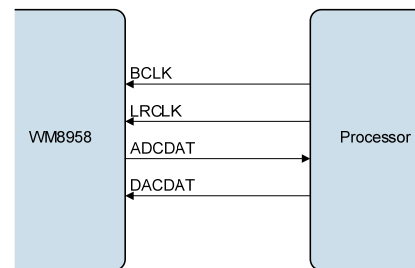 BCLK
LRCLK
WM8958
ADCDAT
Processor
DACDAT